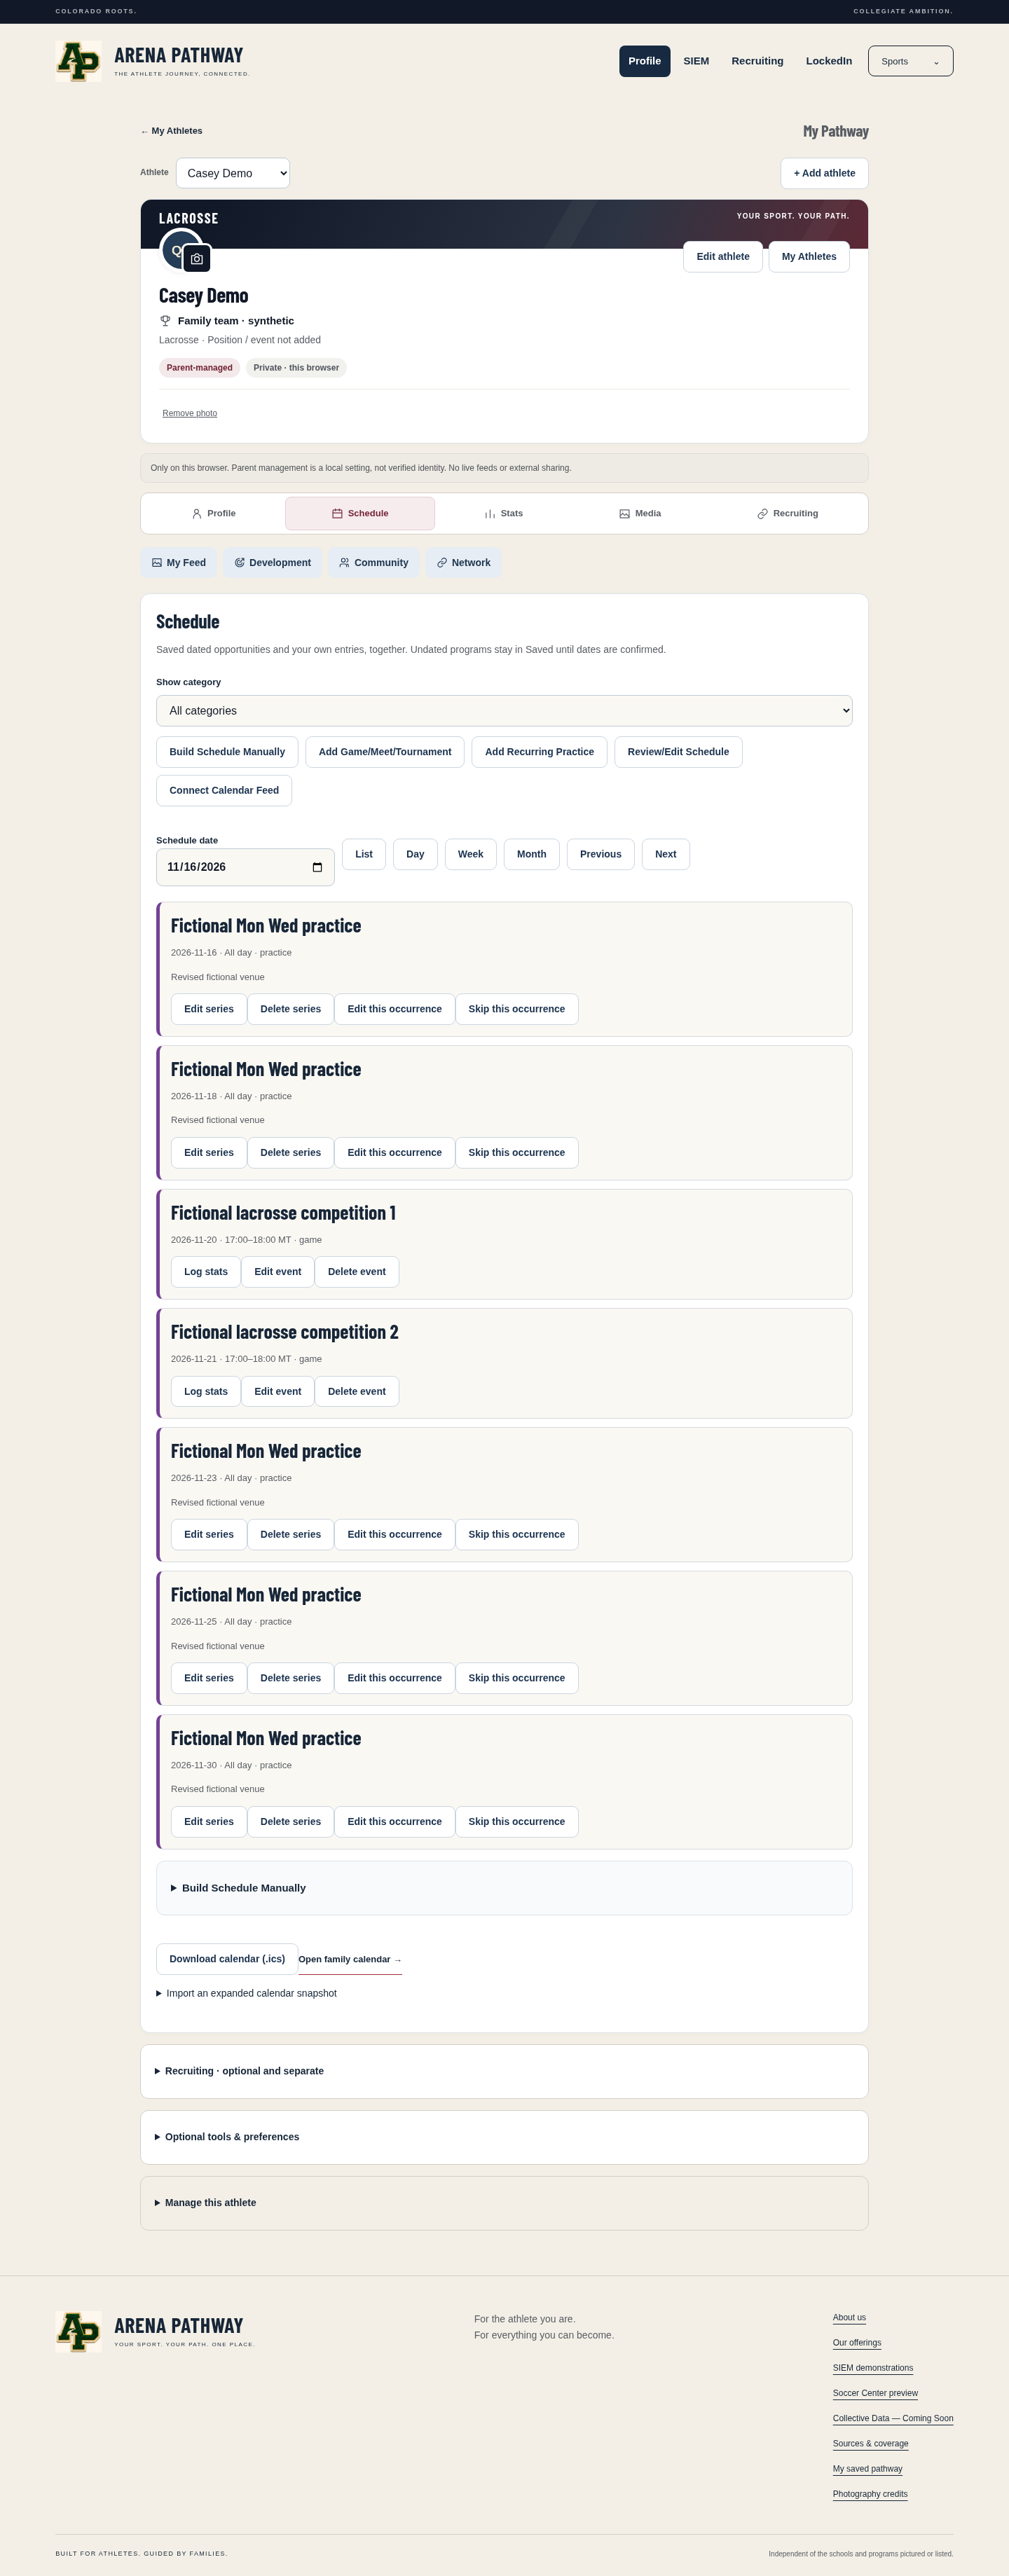 COLORADO ROOTS.
COLLEGIATE AMBITION.
AP
ARENA PATHWAY
THE ATHLETE JOURNEY, CONNECTED.
Profile
SIEM
Recruiting
LockedIn
Sports
← My Athletes
My Pathway
Athlete
Casey Demo
+ Add athlete
LACROSSE
YOUR SPORT. YOUR PATH.
Edit athlete
My Athletes
Casey Demo
Family team · synthetic
Lacrosse · Position / event not added
Parent-managed
Private · this browser
Remove photo
Only on this browser. Parent management is a local setting, not verified identity. No live feeds or external sharing.
Profile
Schedule
Stats
Media
Recruiting
My Feed
Development
Community
Network
Schedule
Saved dated opportunities and your own entries, together. Undated programs stay in Saved until dates are confirmed.
Show category
All categories
Build Schedule Manually
Add Game/Meet/Tournament
Add Recurring Practice
Review/Edit Schedule
Connect Calendar Feed
Schedule date
11/16/2026
List
Day
Week
Month
Previous
Next
Fictional Mon Wed practice
2026-11-16 · All day · practice
Revised fictional venue
Edit series
Delete series
Edit this occurrence
Skip this occurrence
Fictional Mon Wed practice
2026-11-18 · All day · practice
Revised fictional venue
Edit series
Delete series
Edit this occurrence
Skip this occurrence
Fictional lacrosse competition 1
2026-11-20 · 17:00–18:00 MT · game
Log stats
Edit event
Delete event
Fictional lacrosse competition 2
2026-11-21 · 17:00–18:00 MT · game
Log stats
Edit event
Delete event
Fictional Mon Wed practice
2026-11-23 · All day · practice
Revised fictional venue
Edit series
Delete series
Edit this occurrence
Skip this occurrence
Fictional Mon Wed practice
2026-11-25 · All day · practice
Revised fictional venue
Edit series
Delete series
Edit this occurrence
Skip this occurrence
Fictional Mon Wed practice
2026-11-30 · All day · practice
Revised fictional venue
Edit series
Delete series
Edit this occurrence
Skip this occurrence
Build Schedule Manually
Download calendar (.ics)
Open family calendar →
Import an expanded calendar snapshot
Recruiting · optional and separate
Optional tools & preferences
Manage this athlete
AP
ARENA PATHWAY
YOUR SPORT. YOUR PATH. ONE PLACE.
For the athlete you are.
For everything you can become.
About us
Our offerings
SIEM demonstrations
Soccer Center preview
Collective Data — Coming Soon
Sources & coverage
My saved pathway
Photography credits
BUILT FOR ATHLETES. GUIDED BY FAMILIES.
Independent of the schools and programs pictured or listed.